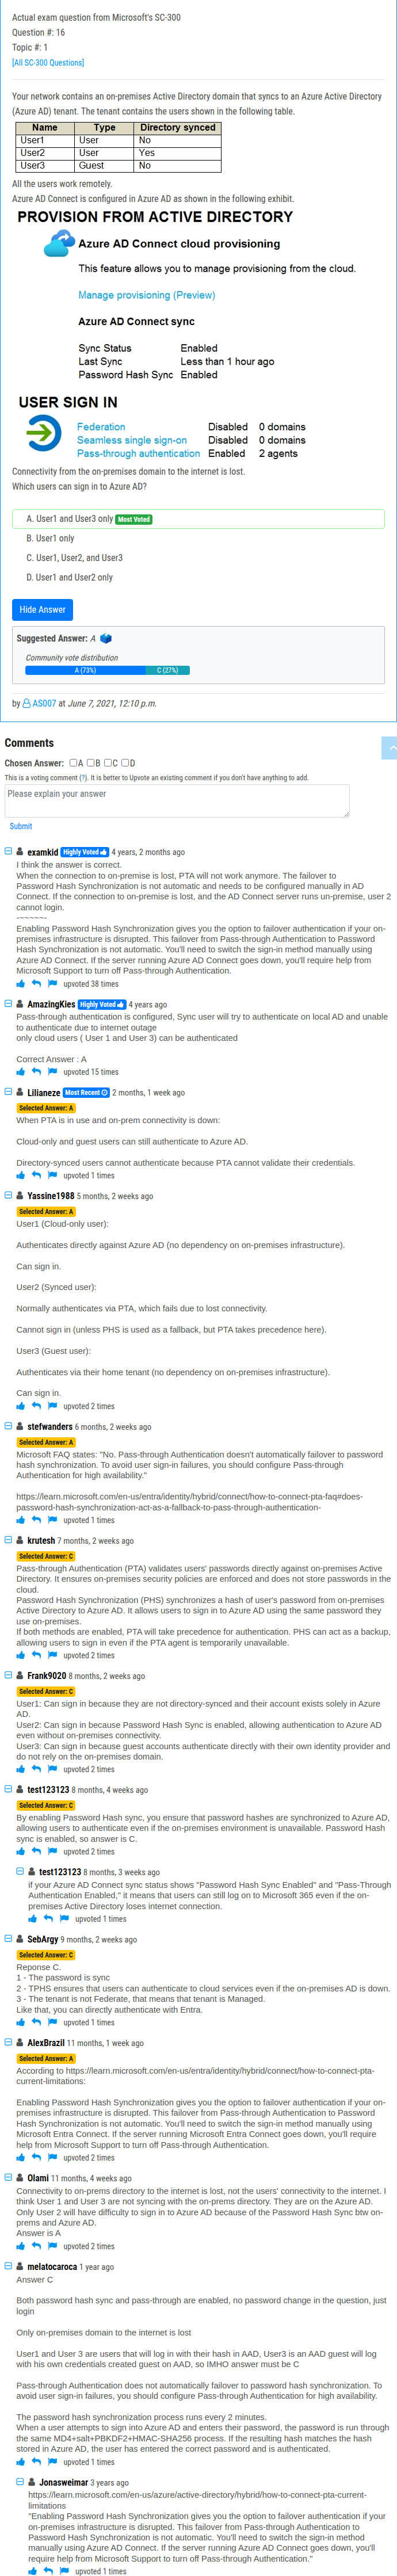 Actual exam question from Microsoft's SC-300
Question #: 16
Topic #: 1
[All SC-300 Questions]
Your network contains an on-premises Active Directory domain that syncs to an Azure Active Directory
(Azure AD) tenant. The tenant contains the users shown in the following table.
Name Type Directory synced
User1 User No
User2 User Yes
User3 Guest No
All the users work remotely.
Azure AD Connect is configured in Azure AD as shown in the following exhibit.
PROVISION FROM ACTIVE DIRECTORY
Azure AD Connect cloud provisioning
This feature allows you to manage provisioning from the cloud.
Manage provisioning (Preview)
Azure AD Connect sync
Sync Status Enabled
Last Sync Less than 1 hour ago
Password Hash Sync Enabled
USER SIGN IN
Federation Disabled 0 domains
Seamless single sign-on Disabled 0 domains
Pass-through authentication Enabled 2 agents
Connectivity from the on-premises domain to the internet is lost.
Which users can sign in to Azure AD?
A. User1 and User3 only Most Voted
B. User1 only
C. User1, User2, and User3
D. User1 and User2 only
Hide Answer
Suggested Answer: A
Community vote distribution
A (73%) C (27%)
by AS007 at June 7, 2021, 12:10 p.m.
Comments
Chosen Answer: A B C D
This is a voting comment (?). It is better to Upvote an existing comment if you don't have anything to add.
Please explain your answer
Submit
examkid Highly Voted 4 years, 2 months ago
I think the answer is correct.
When the connection to on-premise is lost, PTA will not work anymore. The failover to
Password Hash Synchronization is not automatic and needs to be configured manually in AD
Connect. If the connection to on-premise is lost, and the AD Connect server runs un-premise, user 2
cannot login.
-~~~~~-
Enabling Password Hash Synchronization gives you the option to failover authentication if your on-
premises infrastructure is disrupted. This failover from Pass-through Authentication to Password
Hash Synchronization is not automatic. You'll need to switch the sign-in method manually using
Azure AD Connect. If the server running Azure AD Connect goes down, you'll require help from
Microsoft Support to turn off Pass-through Authentication.
upvoted 38 times
AmazingKies Highly Voted 4 years ago
Pass-through authentication is configured, Sync user will try to authenticate on local AD and unable
to authenticate due to internet outage
only cloud users ( User 1 and User 3) can be authenticated
Correct Answer : A
upvoted 15 times
Lilianeze Most Recent 2 months, 1 week ago
Selected Answer: A
When PTA is in use and on-prem connectivity is down:
Cloud-only and guest users can still authenticate to Azure AD.
Directory-synced users cannot authenticate because PTA cannot validate their credentials.
upvoted 1 times
Yassine1988 5 months, 2 weeks ago
Selected Answer: A
User1 (Cloud-only user):
Authenticates directly against Azure AD (no dependency on on-premises infrastructure).
Can sign in.
User2 (Synced user):
Normally authenticates via PTA, which fails due to lost connectivity.
Cannot sign in (unless PHS is used as a fallback, but PTA takes precedence here).
User3 (Guest user):
Authenticates via their home tenant (no dependency on on-premises infrastructure).
Can sign in.
upvoted 2 times
stefwanders 6 months, 2 weeks ago
Selected Answer: A
Microsoft FAQ states: "No. Pass-through Authentication doesn't automatically failover to password
hash synchronization. To avoid user sign-in failures, you should configure Pass-through
Authentication for high availability."
https://learn.microsoft.com/en-us/entra/identity/hybrid/connect/how-to-connect-pta-faq#does-
password-hash-synchronization-act-as-a-fallback-to-pass-through-authentication-
upvoted 1 times
krutesh 7 months, 2 weeks ago
Selected Answer: C
Pass-through Authentication (PTA) validates users' passwords directly against on-premises Active
Directory. It ensures on-premises security policies are enforced and does not store passwords in the
cloud.
Password Hash Synchronization (PHS) synchronizes a hash of user's password from on-premises
Active Directory to Azure AD. It allows users to sign in to Azure AD using the same password they
use on-premises.
If both methods are enabled, PTA will take precedence for authentication. PHS can act as a backup,
allowing users to sign in even if the PTA agent is temporarily unavailable.
upvoted 2 times
Frank9020 8 months, 2 weeks ago
Selected Answer: C
User1: Can sign in because they are not directory-synced and their account exists solely in Azure
AD.
User2: Can sign in because Password Hash Sync is enabled, allowing authentication to Azure AD
even without on-premises connectivity.
User3: Can sign in because guest accounts authenticate directly with their own identity provider and
do not rely on the on-premises domain.
upvoted 2 times
test123123 8 months, 4 weeks ago
Selected Answer: C
By enabling Password Hash sync, you ensure that password hashes are synchronized to Azure AD,
allowing users to authenticate even if the on-premises environment is unavailable. Password Hash
sync is enabled, so answer is C.
upvoted 2 times
test123123 8 months, 3 weeks ago
if your Azure AD Connect sync status shows "Password Hash Sync Enabled" and "Pass-Through
Authentication Enabled," it means that users can still log on to Microsoft 365 even if the on-
premises Active Directory loses internet connection.
upvoted 1 times
SebArgy 9 months, 2 weeks ago
Selected Answer: C
Reponse C.
1 - The password is sync
2 - TPHS ensures that users can authenticate to cloud services even if the on-premises AD is down.
3 - The tenant is not Federate, that means that tenant is Managed.
Like that, you can directly authenticate with Entra.
upvoted 1 times
AlexBrazil 11 months, 1 week ago
Selected Answer: A
According to https://learn.microsoft.com/en-us/entra/identity/hybrid/connect/how-to-connect-pta-
current-limitations:
Enabling Password Hash Synchronization gives you the option to failover authentication if your on-
premises infrastructure is disrupted. This failover from Pass-through Authentication to Password
Hash Synchronization is not automatic. You'll need to switch the sign-in method manually using
Microsoft Entra Connect. If the server running Microsoft Entra Connect goes down, you'll require
help from Microsoft Support to turn off Pass-through Authentication.
upvoted 2 times
Olami 11 months, 4 weeks ago
Connectivity to on-prems directory to the internet is lost, not the users' connectivity to the internet. I
think User 1 and User 3 are not syncing with the on-prems directory. They are on the Azure AD.
Only User 2 will have difficulty to sign in to Azure AD because of the Password Hash Sync btw on-
prems and Azure AD.
Answer is A
upvoted 2 times
melatocaroca 1 year ago
Answer C
Both password hash sync and pass-through are enabled, no password change in the question, just
login
Only on-premises domain to the internet is lost
User1 and User 3 are users that will log in with their hash in AAD, User3 is an AAD guest will log
with his own credentials created guest on AAD, so IMHO answer must be C
Pass-through Authentication does not automatically failover to password hash synchronization. To
avoid user sign-in failures, you should configure Pass-through Authentication for high availability.
The password hash synchronization process runs every 2 minutes.
When a user attempts to sign into Azure AD and enters their password, the password is run through
the same MD4+salt+PBKDF2+HMAC-SHA256 process. If the resulting hash matches the hash
stored in Azure AD, the user has entered the correct password and is authenticated.
upvoted 1 times
Jonasweimar 3 years ago
https://learn.microsoft.com/en-us/azure/active-directory/hybrid/how-to-connect-pta-current-
limitations
"Enabling Password Hash Synchronization gives you the option to failover authentication if your
on-premises infrastructure is disrupted. This failover from Pass-through Authentication to
Password Hash Synchronization is not automatic. You'll need to switch the sign-in method
manually using Azure AD Connect. If the server running Azure AD Connect goes down, you'll
require help from Microsoft Support to turn off Pass-through Authentication."
upvoted 1 times